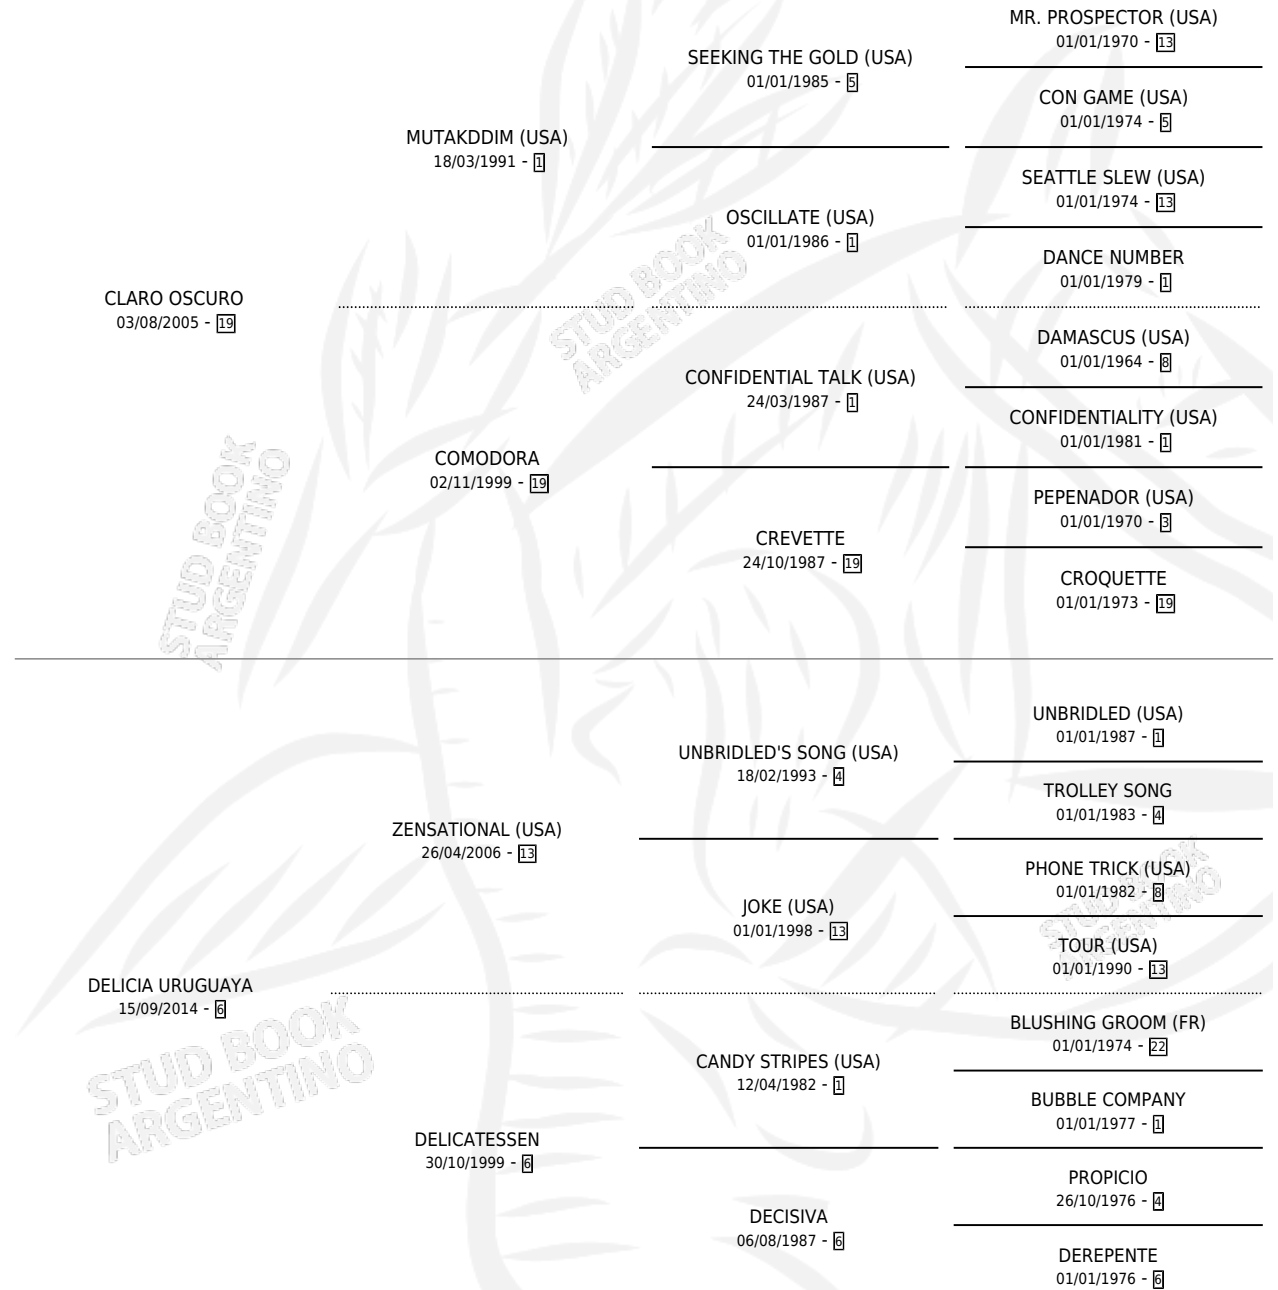 MR. PROSPECTOR (USA)
01/01/1970 - 13
SEEKING THE GOLD (USA)
01/01/1985 - 5
CON GAME (USA)
01/01/1974 - 5
MUTAKDDIM (USA)
18/03/1991 - 1
SEATTLE SLEW (USA)
01/01/1974 - 13
OSCILLATE (USA)
01/01/1986 - 1
DANCE NUMBER
01/01/1979 - 1
CLARO OSCURO
03/08/2005 - 19
STUD BOOK
ARGENTINO
DAMASCUS (USA)
01/01/1964 - 8
CONFIDENTIAL TALK (USA)
24/03/1987 - 1
CONFIDENTIALITY (USA)
01/01/1981 - 1
COMODORA
02/11/1999 - 19
PEPENADOR (USA)
01/01/1970 - 3
CREVETTE
24/10/1987 - 19
CROQUETTE
01/01/1973 - 19
STUD BOOK
ARGENTINO
UNBRIDLED (USA)
01/01/1987 - 1
UNBRIDLED'S SONG (USA)
18/02/1993 - 4
TROLLEY SONG
01/01/1983 - 4
ZENSATIONAL (USA)
26/04/2006 - 13
PHONE TRICK (USA)
01/01/1982 - 8
STUD BOOK
ARGENTINO
JOKE (USA)
01/01/1998 - 13
TOUR (USA)
01/01/1990 - 13
DELICIA URUGUAYA
15/09/2014 - 6
STUD BOOK
ARGENTINO
BLUSHING GROOM (FR)
01/01/1974 - 22
CANDY STRIPES (USA)
12/04/1982 - 1
BUBBLE COMPANY
01/01/1977 - 1
DELICATESSEN
30/10/1999 - 6
PROPICIO
26/10/1976 - 4
DECISIVA
06/08/1987 - 6
DEREPENTE
01/01/1976 - 6